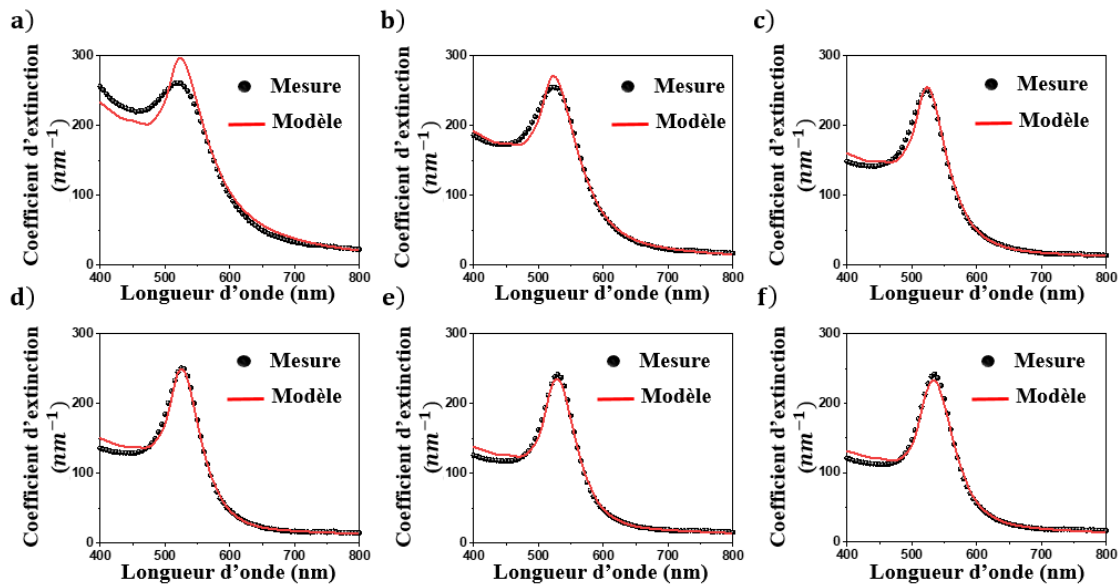 a)
Coefficient d'extinction
(nm⁻¹)
300
200
100
0
Mesure
Modèle
400 500 600 700 800
Longueur d'onde (nm)
b)
Coefficient d'extinction
(nm⁻¹)
300
200
100
0
Mesure
Modèle
400 500 600 700 800
Longueur d'onde (nm)
c)
Coefficient d'extinction
(nm⁻¹)
300
200
100
0
Mesure
Modèle
400 500 600 700 800
Longueur d'onde (nm)
d)
Coefficient d'extinction
(nm⁻¹)
300
200
100
0
Mesure
Modèle
400 500 600 700 800
Longueur d'onde (nm)
e)
Coefficient d'extinction
(nm⁻¹)
300
200
100
0
Mesure
Modèle
400 500 600 700 800
Longueur d'onde (nm)
f)
Coefficient d'extinction
(nm⁻¹)
300
200
100
0
Mesure
Modèle
400 500 600 700 800
Longueur d'onde (nm)